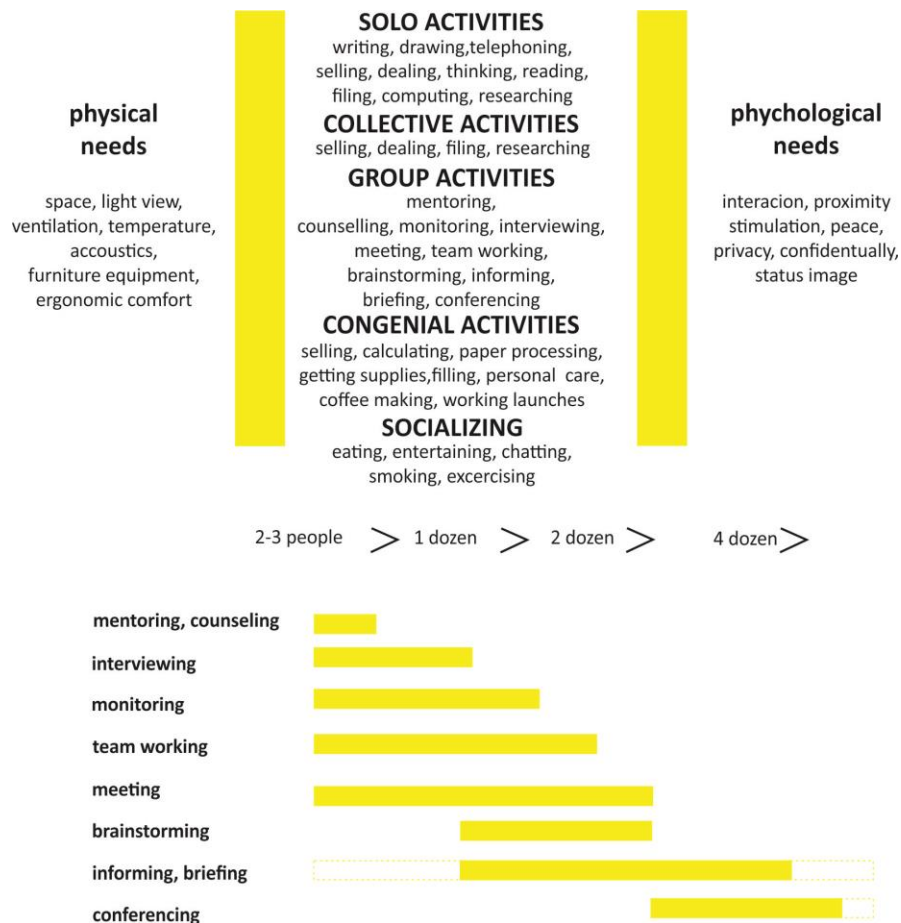 SOLO ACTIVITIES
writing, drawing,telephoning,
selling, dealing, thinking, reading,
filing, computing, researching
COLLECTIVE ACTIVITIES
selling, dealing, filing, researching
GROUP ACTIVITIES
mentoring,
counselling, monitoring, interviewing,
meeting, team working,
brainstorming, informing,
briefing, conferencing
CONGENIAL ACTIVITIES
selling, calculating, paper processing,
getting supplies,filling, personal care,
coffee making, working launches
SOCIALIZING
eating, entertaining, chatting,
smoking, excercising
physical
needs
space, light view,
ventilation, temperature,
accoustics,
furniture equipment,
ergonomic comfort
phychological
needs
interacion, proximity
stimulation, peace,
privacy, confidentually,
status image
2-3 people > 1 dozen > 2 dozen > 4 dozen >
mentoring, counseling
interviewing
monitoring
team working
meeting
brainstorming
informing, briefing
conferencing